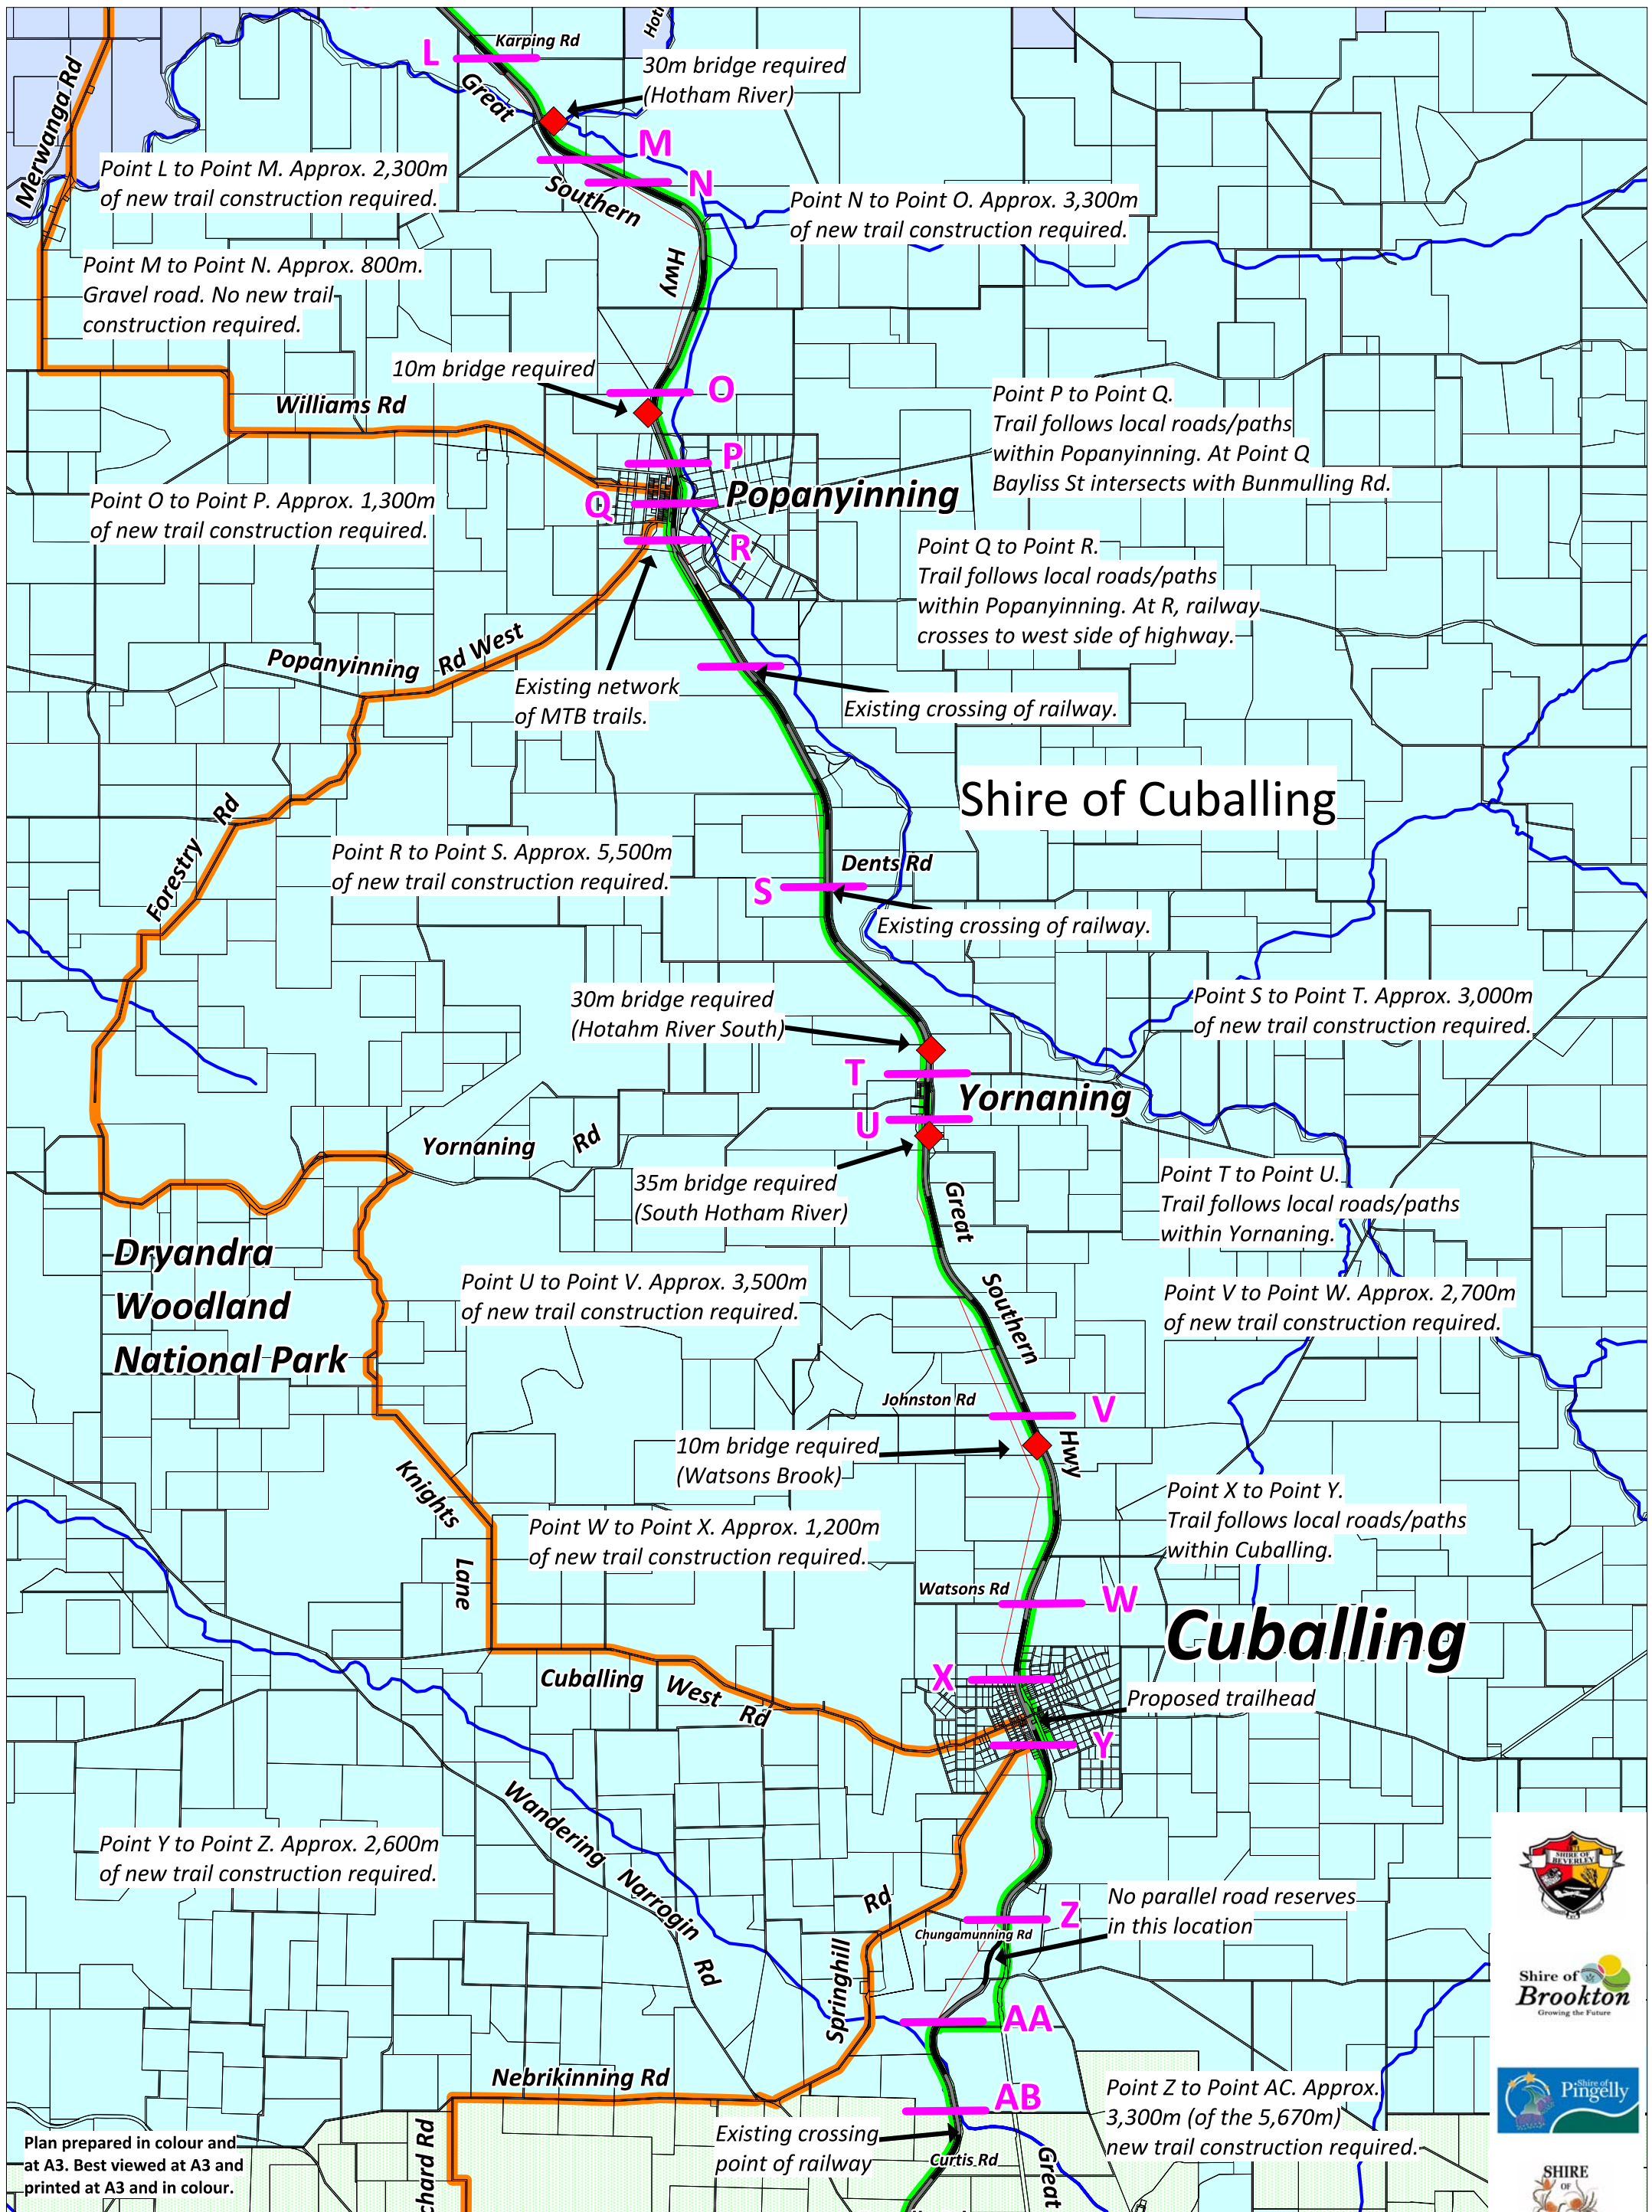 Karping Rd
L
Great
30m bridge required
(Hotham River)
Merwanga Rd
M
Point L to Point M. Approx. 2,300m
of new trail construction required.
N
Southern
Point N to Point O. Approx. 3,300m
of new trail construction required.
Hwy
Point M to Point N. Approx. 800m.
Gravel road. No new trail
construction required.
10m bridge required
O
Williams Rd
Point P to Point Q.
Trail follows local roads/paths
within Popanyinning. At Point Q
Bayliss St intersects with Bunmulling Rd.
P
Popanyinning
Q
Point O to Point P. Approx. 1,300m
of new trail construction required.
R
Point Q to Point R.
Trail follows local roads/paths
within Popanyinning. At R, railway
crosses to west side of highway.
Popanyinning Rd West
Existing network
of MTB trails.
Existing crossing of railway.
Shire of Cuballing
Forestry Rd
Point R to Point S. Approx. 5,500m
of new trail construction required.
Dents Rd
S
Existing crossing of railway.
30m bridge required
(Hotahm River South)
Point S to Point T. Approx. 3,000m
of new trail construction required.
T
Yornaning
U
Yornaning Rd
35m bridge required
(South Hotham River)
Point T to Point U.
Trail follows local roads/paths
within Yornaning.
Great
Southern
Hwy
Dryandra
Woodland
National Park
Point U to Point V. Approx. 3,500m
of new trail construction required.
Point V to Point W. Approx. 2,700m
of new trail construction required.
Johnston Rd
V
10m bridge required
(Watsons Brook)
Knights
Lane
Point X to Point Y.
Trail follows local roads/paths
within Cuballing.
Point W to Point X. Approx. 1,200m
of new trail construction required.
Watsons Rd
W
Cuballing
X
Cuballing West Rd
Proposed trailhead
Y
Wandering Narrogin Rd
Point Y to Point Z. Approx. 2,600m
of new trail construction required.
Springhill Rd
Z
Chungamunning Rd
No parallel road reserves
in this location
AA
Nebrikinning Rd
AB
Existing crossing
point of railway
Curtis Rd
Great
Point Z to Point AC. Approx.
3,300m (of the 5,670m)
new trail construction required.
chard Rd
Plan prepared in colour and
at A3. Best viewed at A3 and
printed at A3 and in colour.
SHIRE OF
BEVERLEY
Shire of
Brookton
Growing the Future
Shire of
Pingelly
SHIRE
OF